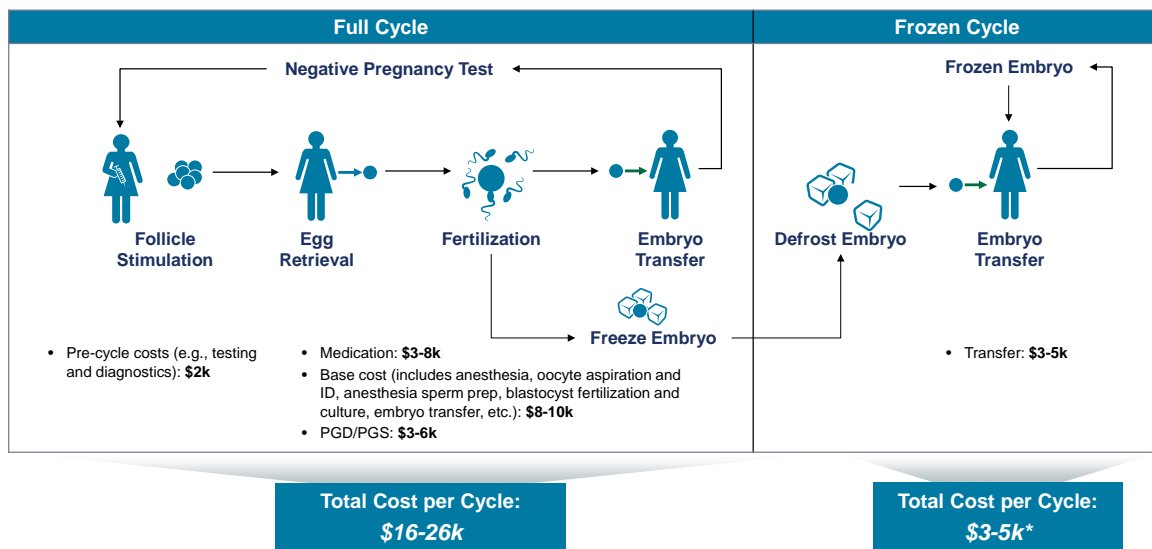 Full Cycle
Frozen Cycle
Negative Pregnancy Test
Frozen Embryo
Follicle
Stimulation
Egg
Retrieval
Fertilization
Embryo
Transfer
Defrost Embryo
Embryo
Transfer
Freeze Embryo
• Pre-cycle costs (e.g., testing
and diagnostics): $2k
• Medication: $3-8k
• Base cost (includes anesthesia, oocyte aspiration and
ID, anesthesia sperm prep, blastocyst fertilization and
culture, embryo transfer, etc.): $8-10k
• PGD/PGS: $3-6k
• Transfer: $3-5k
Total Cost per Cycle:
$16-26k
Total Cost per Cycle:
$3-5k*